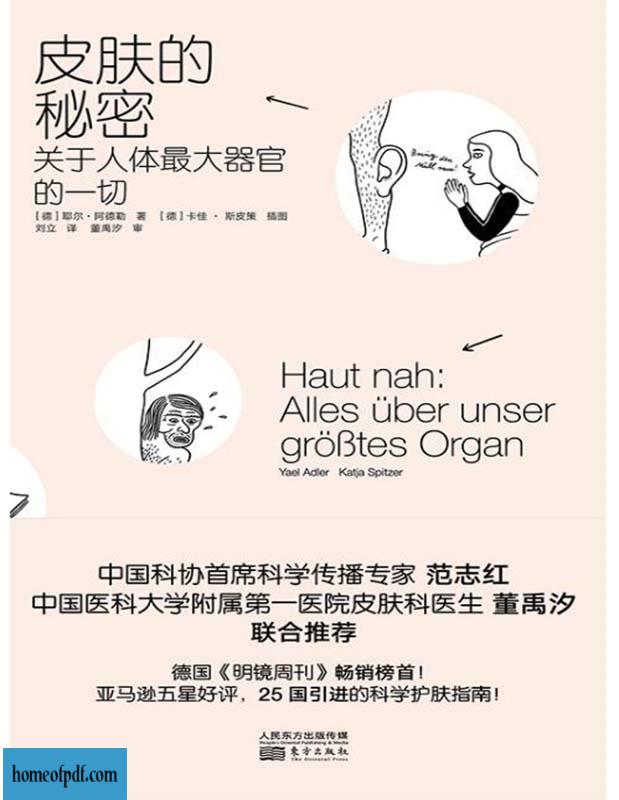 皮肤的
秘密
关于人体最大器官
的一切
[德]耶尔·阿德勒 著 [德]卡佳·斯皮策 插图
刘立 译 董禹汐 审
Haut nah:
Alles über unser
größtes Organ
Yael Adler Katja Spitzer
中国科协首席科学传播专家 范志红
中国医科大学附属第一医院皮肤科医生 董禹汐
联合推荐
德国《明镜周刊》畅销榜首!
亚马逊五星好评,25国引进的科学护肤指南!
人民东方出版传媒
People's Oriental Publishing & Media
东方出版社
The Oriental Press
homeofpdf.com